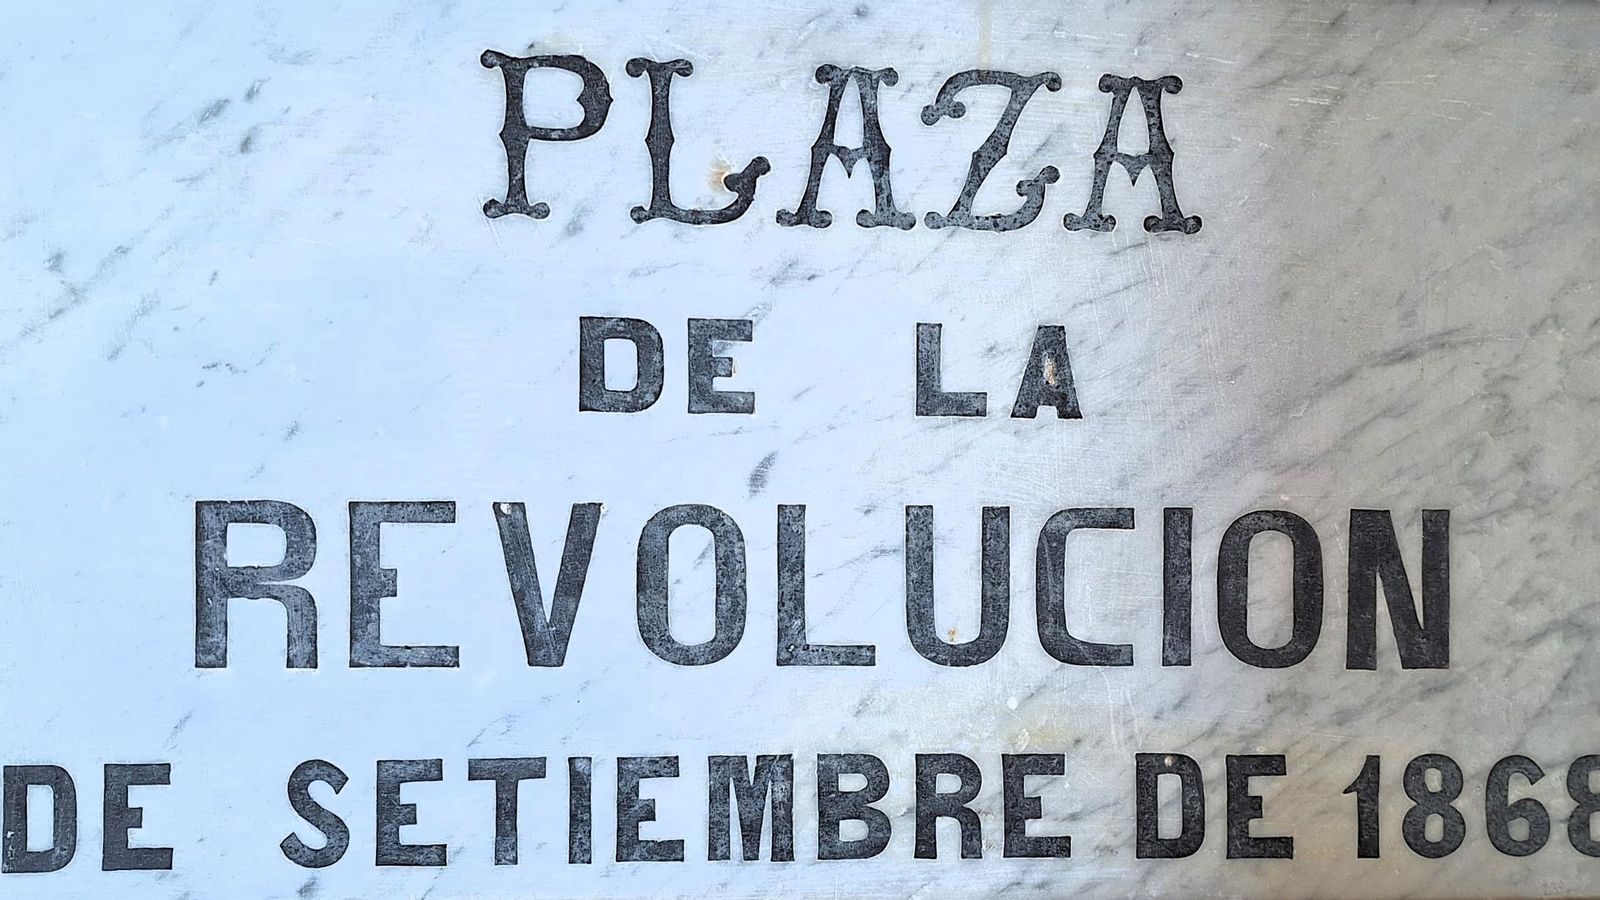 PLAZA
DE LA
REVOLUCION
DE SETIEMBRE DE 1868